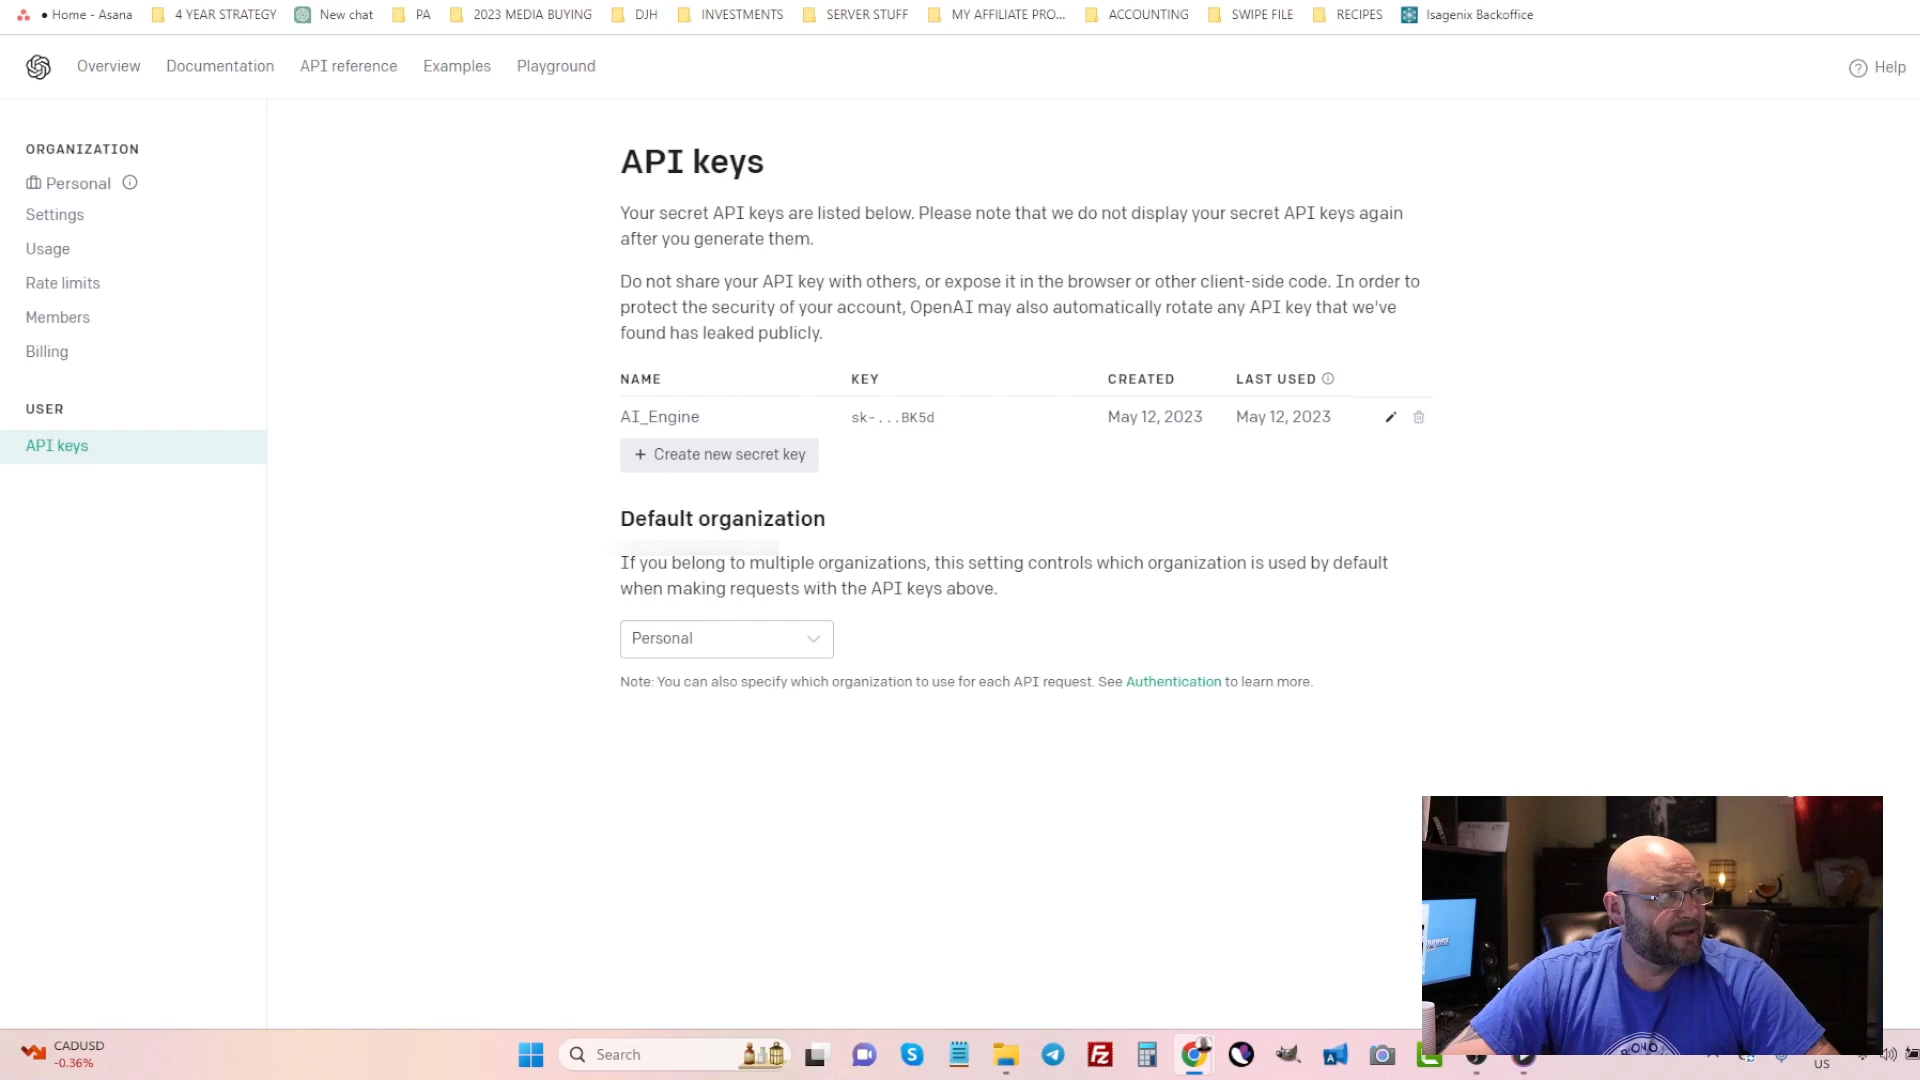 Home - Asana 4 YEAR STRATEGY New chat PA 2023 MEDIA BUYING DJH INVESTMENTS SERVER STUFF MY AFFILIATE PRO... ACCOUNTING SWIPE FILE RECIPES Isagenix Backoffice
Overview Documentation API reference Examples Playground Help
ORGANIZATION
Personal
Settings
Usage
Rate limits
Members
Billing
USER
API keys
API keys
Your secret API keys are listed below. Please note that we do not display your secret API keys again
after you generate them.
Do not share your API key with others, or expose it in the browser or other client-side code. In order to
protect the security of your account, OpenAI may also automatically rotate any API key that we've
found has leaked publicly.
NAME KEY CREATED LAST USED
AI_Engine sk-...BK5d May 12, 2023 May 12, 2023
+ Create new secret key
Default organization
If you belong to multiple organizations, this setting controls which organization is used by default
when making requests with the API keys above.
Personal
Note: You can also specify which organization to use for each API request. See Authentication to learn more.
CADUSD
-0.36%
Search
US